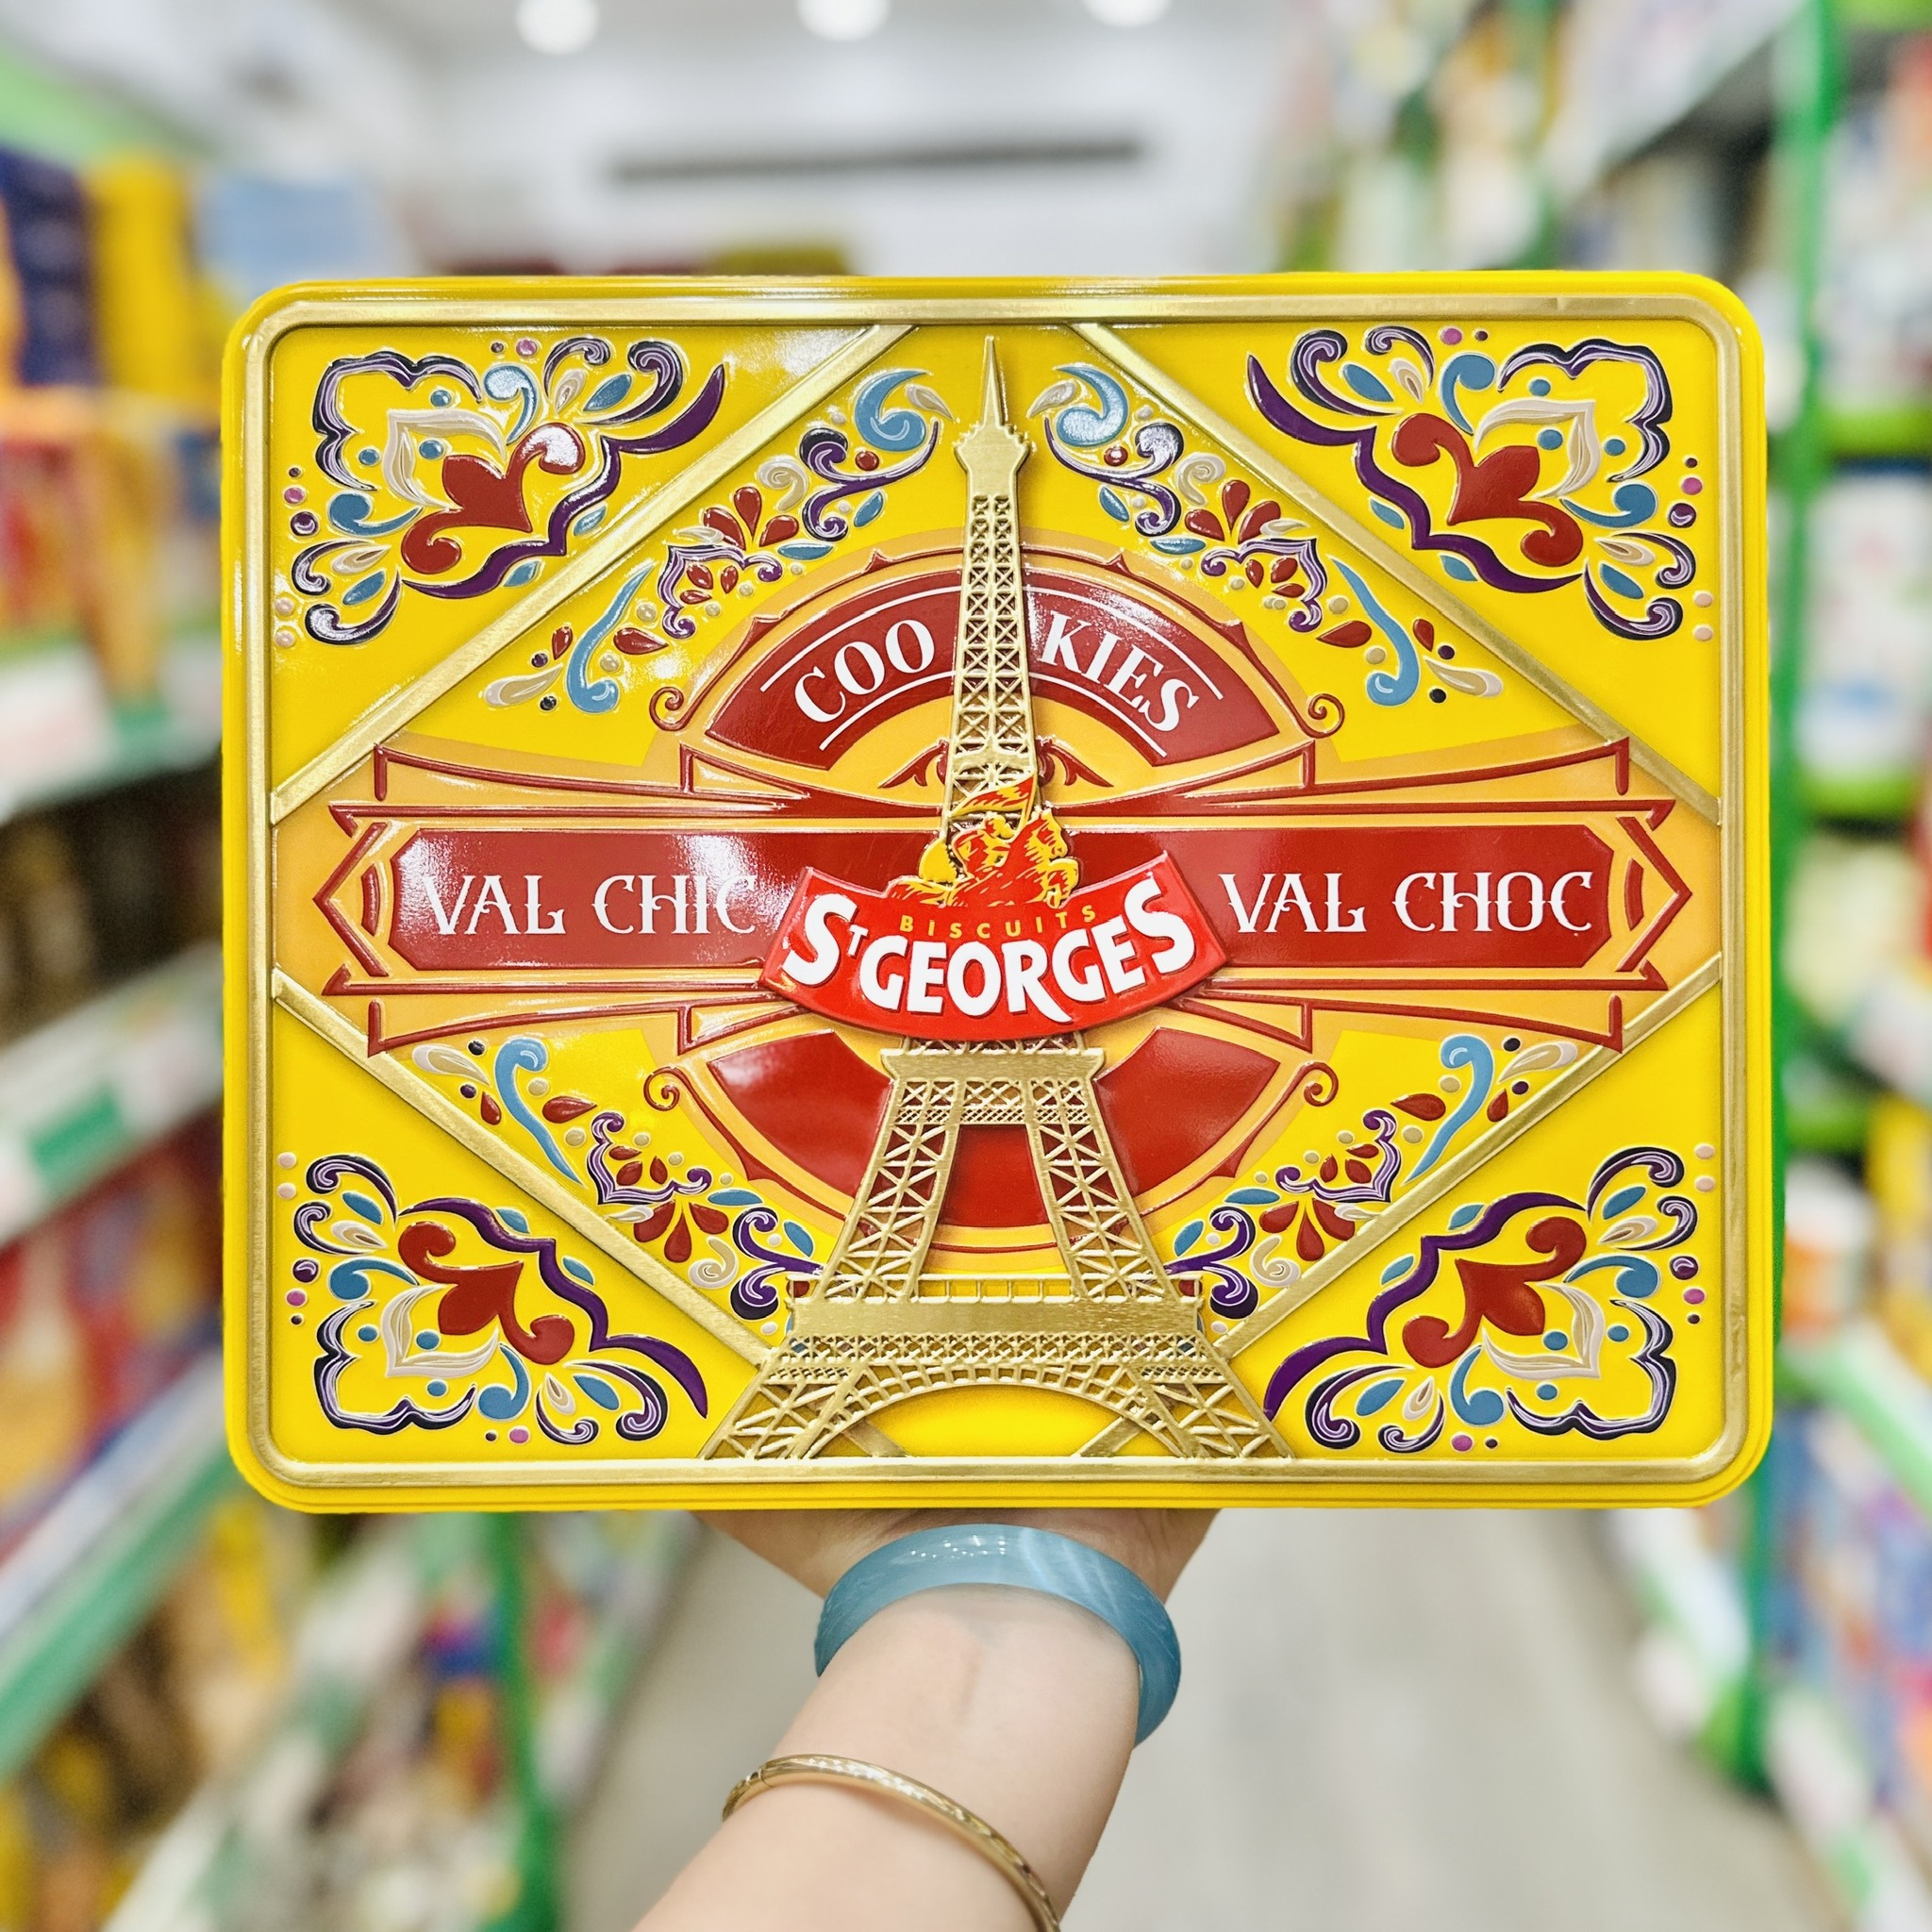 COOKIES
VAL CHIC
BISCUITS
ST GEORGES
VAL CHOC